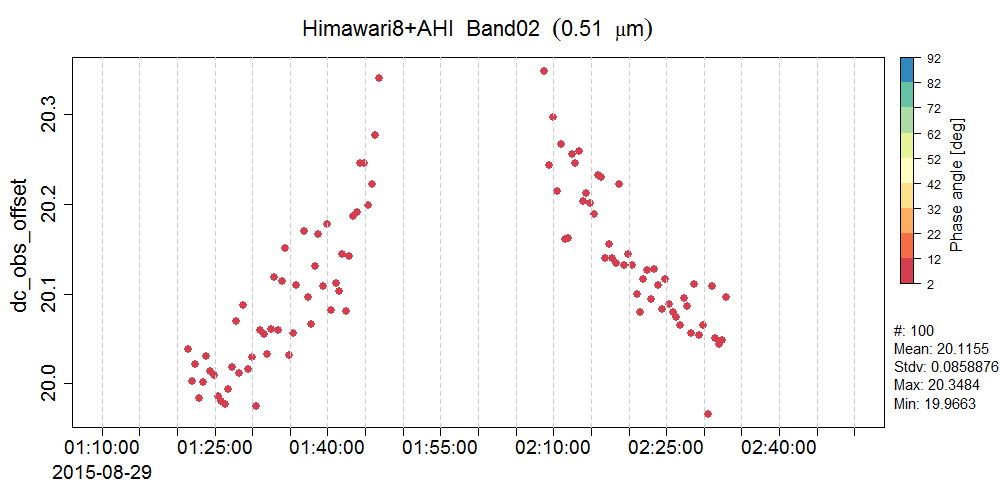 Himawari8+AHI Band02 (0.51 μm)
dc_obs_offset
20.3
20.2
20.1
20.0
01:10:00 01:25:00 01:40:00 01:55:00 02:10:00 02:25:00 02:40:00
2015-08-29
92
82
72
62
52
42
32
22
12
2
Phase angle [deg]
#: 100
Mean: 20.1155
Stdv: 0.0858876
Max: 20.3484
Min: 19.9663